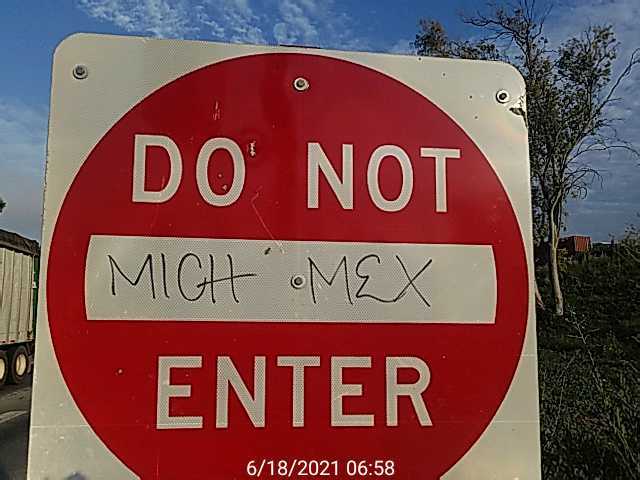 DO NOT
MICH MEX
ENTER
6/18/2021 06:58